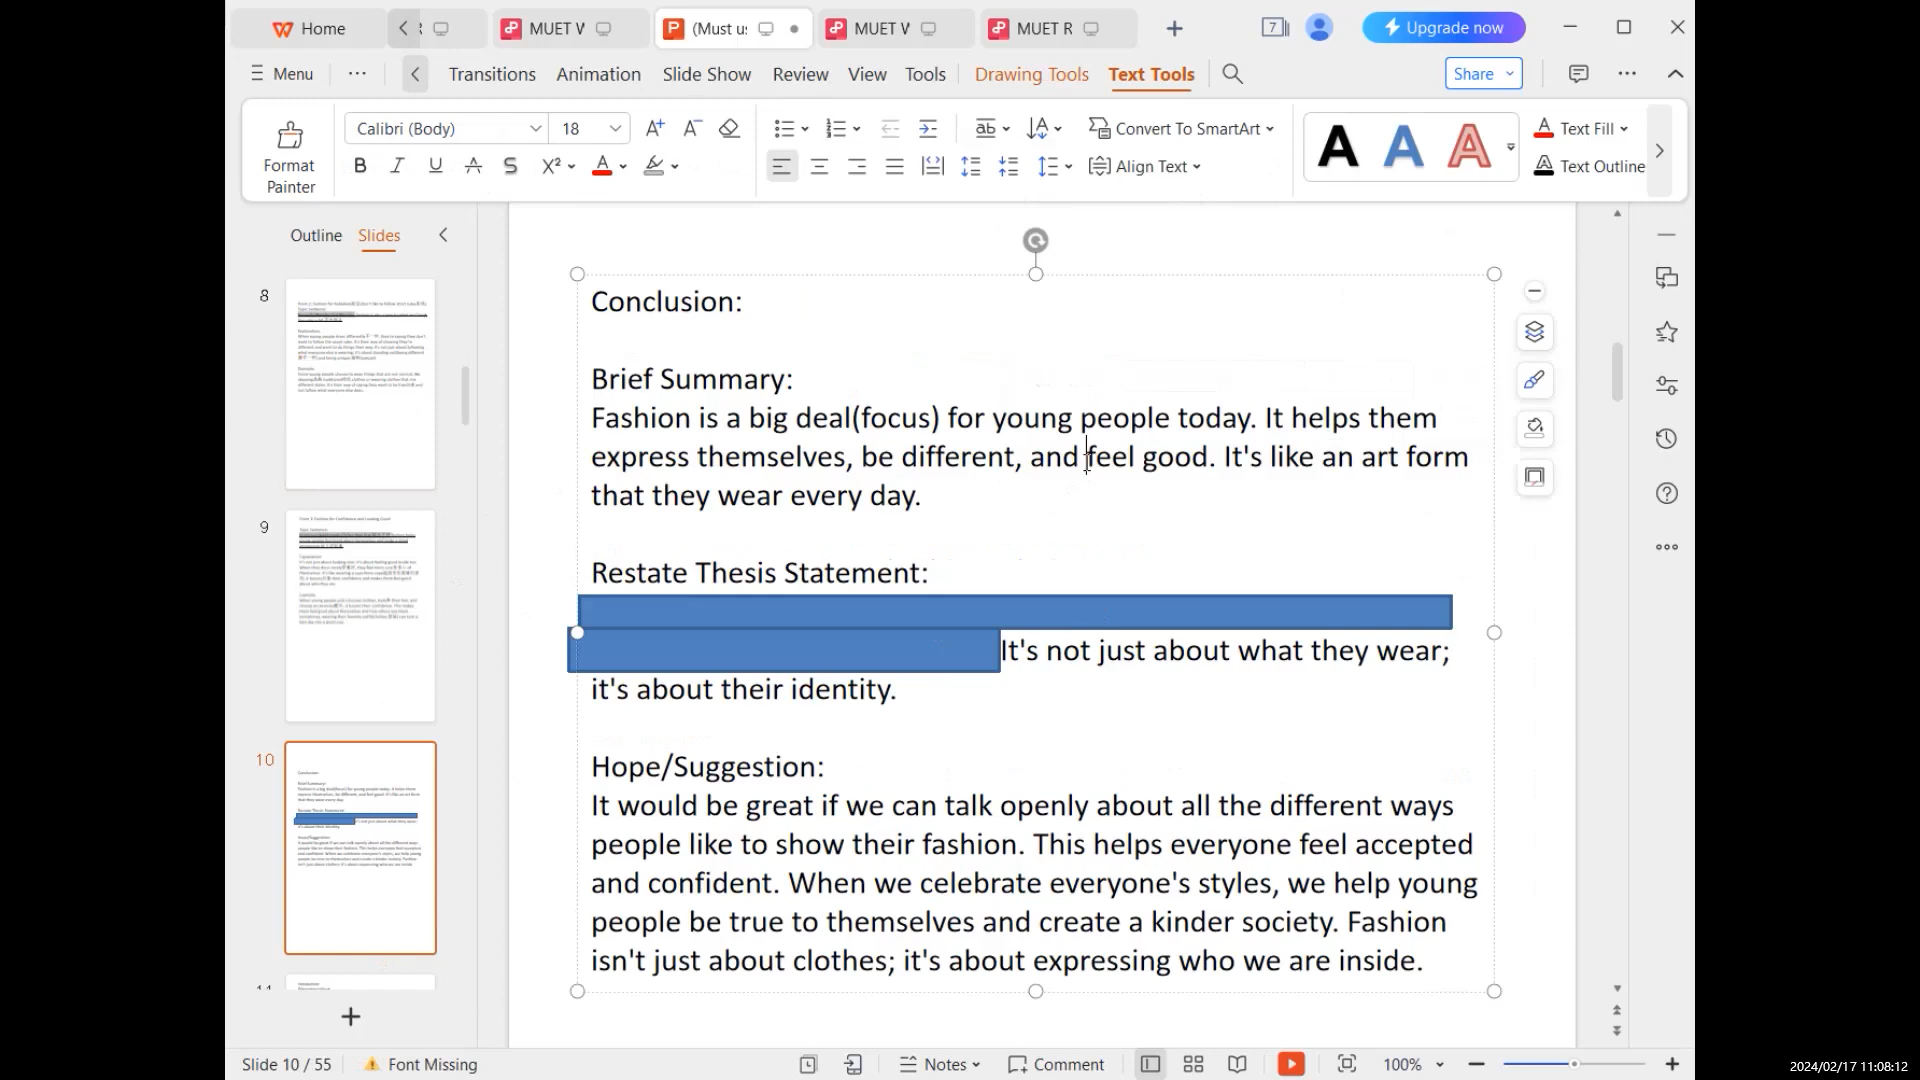 Home
MUET V
(Must u
MUET V
MUET R
7
Upgrade now
Menu
Transitions
Animation
Slide Show
Review
View
Tools
Drawing Tools
Text Tools
Share
Format
Painter
Calibri (Body)
18
Convert To SmartArt
Text Fill
Align Text
Text Outline
Outline
Slides
8
9
10
Conclusion:
Brief Summary:
Fashion is a big deal(focus) for young people today. It helps them
express themselves, be different, and feel good. It's like an art form
that they wear every day.
Restate Thesis Statement:
It's not just about what they wear;
it's about their identity.
Hope/Suggestion:
It would be great if we can talk openly about all the different ways
people like to show their fashion. This helps everyone feel accepted
and confident. When we celebrate everyone's styles, we help young
people be true to themselves and create a kinder society. Fashion
isn't just about clothes; it's about expressing who we are inside.
Slide 10 / 55
Font Missing
Notes
Comment
100%
2024/02/17 11:08:12